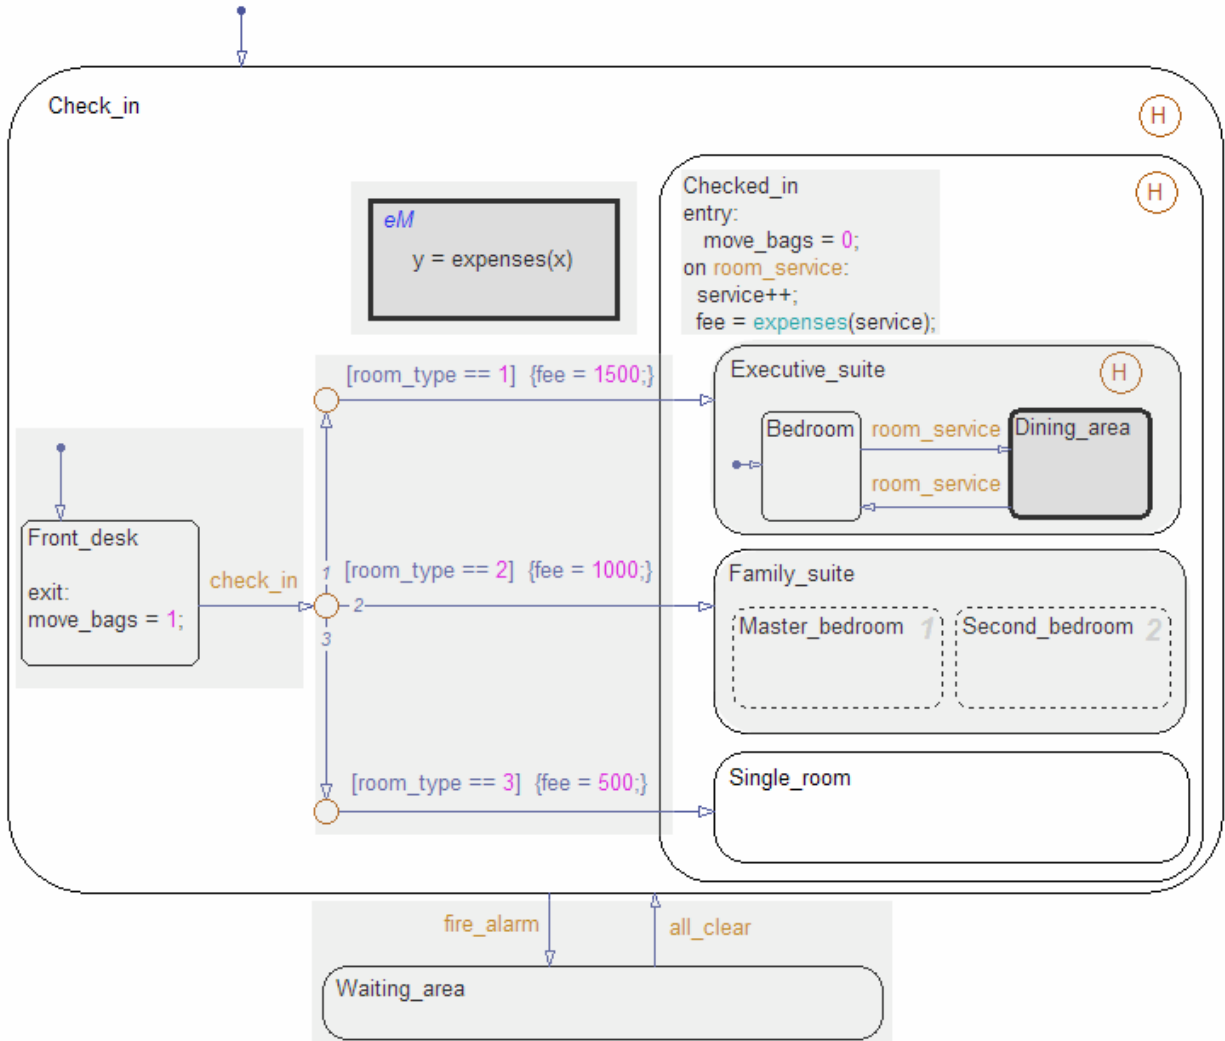 Check_in
H
Checked_in
H
entry:
move_bags = 0;
on room_service:
service++;
fee = expenses(service);
eM
y = expenses(x)
[room_type == 1] {fee = 1500;}
Executive_suite
H
Bedroom
room_service
Dining_area
room_service
Front_desk
exit:
move_bags = 1;
check_in
1
2
3
[room_type == 2] {fee = 1000;}
Family_suite
Master_bedroom 1
Second_bedroom 2
[room_type == 3] {fee = 500;}
Single_room
fire_alarm
all_clear
Waiting_area